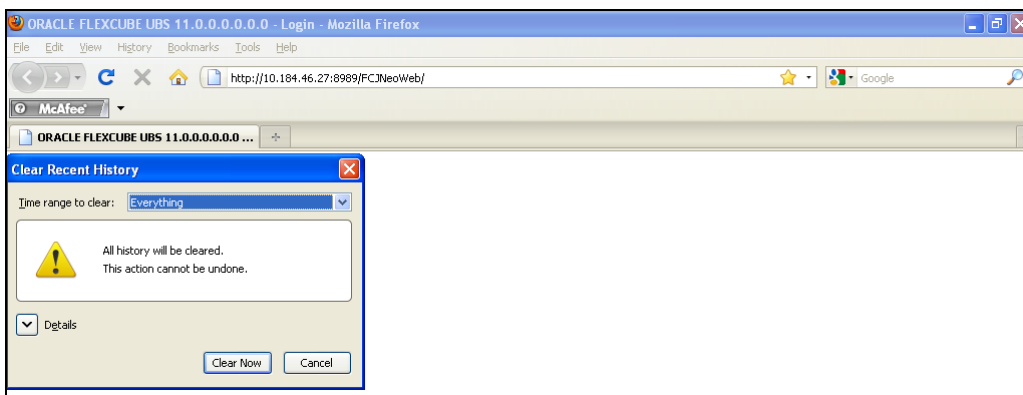 ORACLE FLEXCUBE UBS 11.0.0.0.0.0.0 - Login - Mozilla Firefox
File Edit View History Bookmarks Tools Help
http://10.184.46.27:8989/FCJNeoWeb/ Google
McAfee
ORACLE FLEXCUBE UBS 11.0.0.0.0.0.0 ...
Clear Recent History
Time range to clear: Everything
All history will be cleared.
This action cannot be undone.
Details
Clear Now Cancel